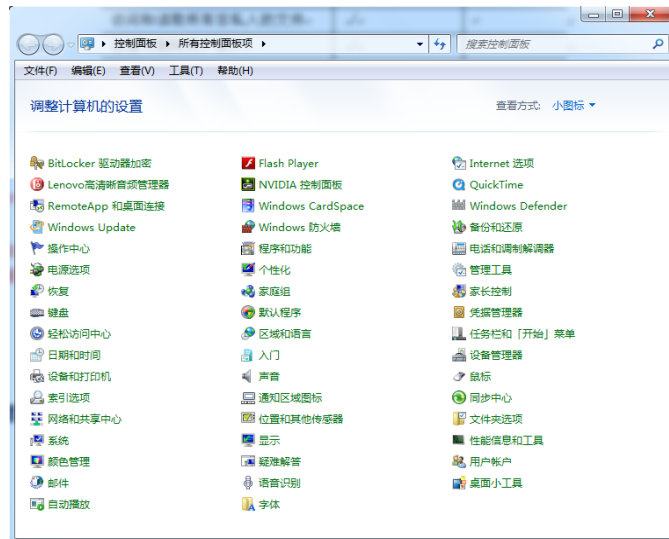 控制面板 ▸ 所有控制面板项 ▸ 搜索控制面板
文件(F) 编辑(E) 查看(V) 工具(T) 帮助(H)
调整计算机的设置 查看方式: 小图标
BitLocker 驱动器加密 Flash Player Internet 选项
Lenovo高清晰音频管理器 NVIDIA 控制面板 QuickTime
RemoteApp 和桌面连接 Windows CardSpace Windows Defender
Windows Update Windows 防火墙 备份和还原
操作中心 程序和功能 电话和调制解调器
电源选项 个性化 管理工具
恢复 家庭组 家长控制
键盘 默认程序 凭据管理器
轻松访问中心 区域和语言 任务栏和「开始」菜单
日期和时间 入门 设备管理器
设备和打印机 声音 鼠标
索引选项 通知区域图标 同步中心
网络和共享中心 位置和其他传感器 文件夹选项
系统 显示 性能信息和工具
颜色管理 疑难解答 用户帐户
邮件 语音识别 桌面小工具
自动播放 字体